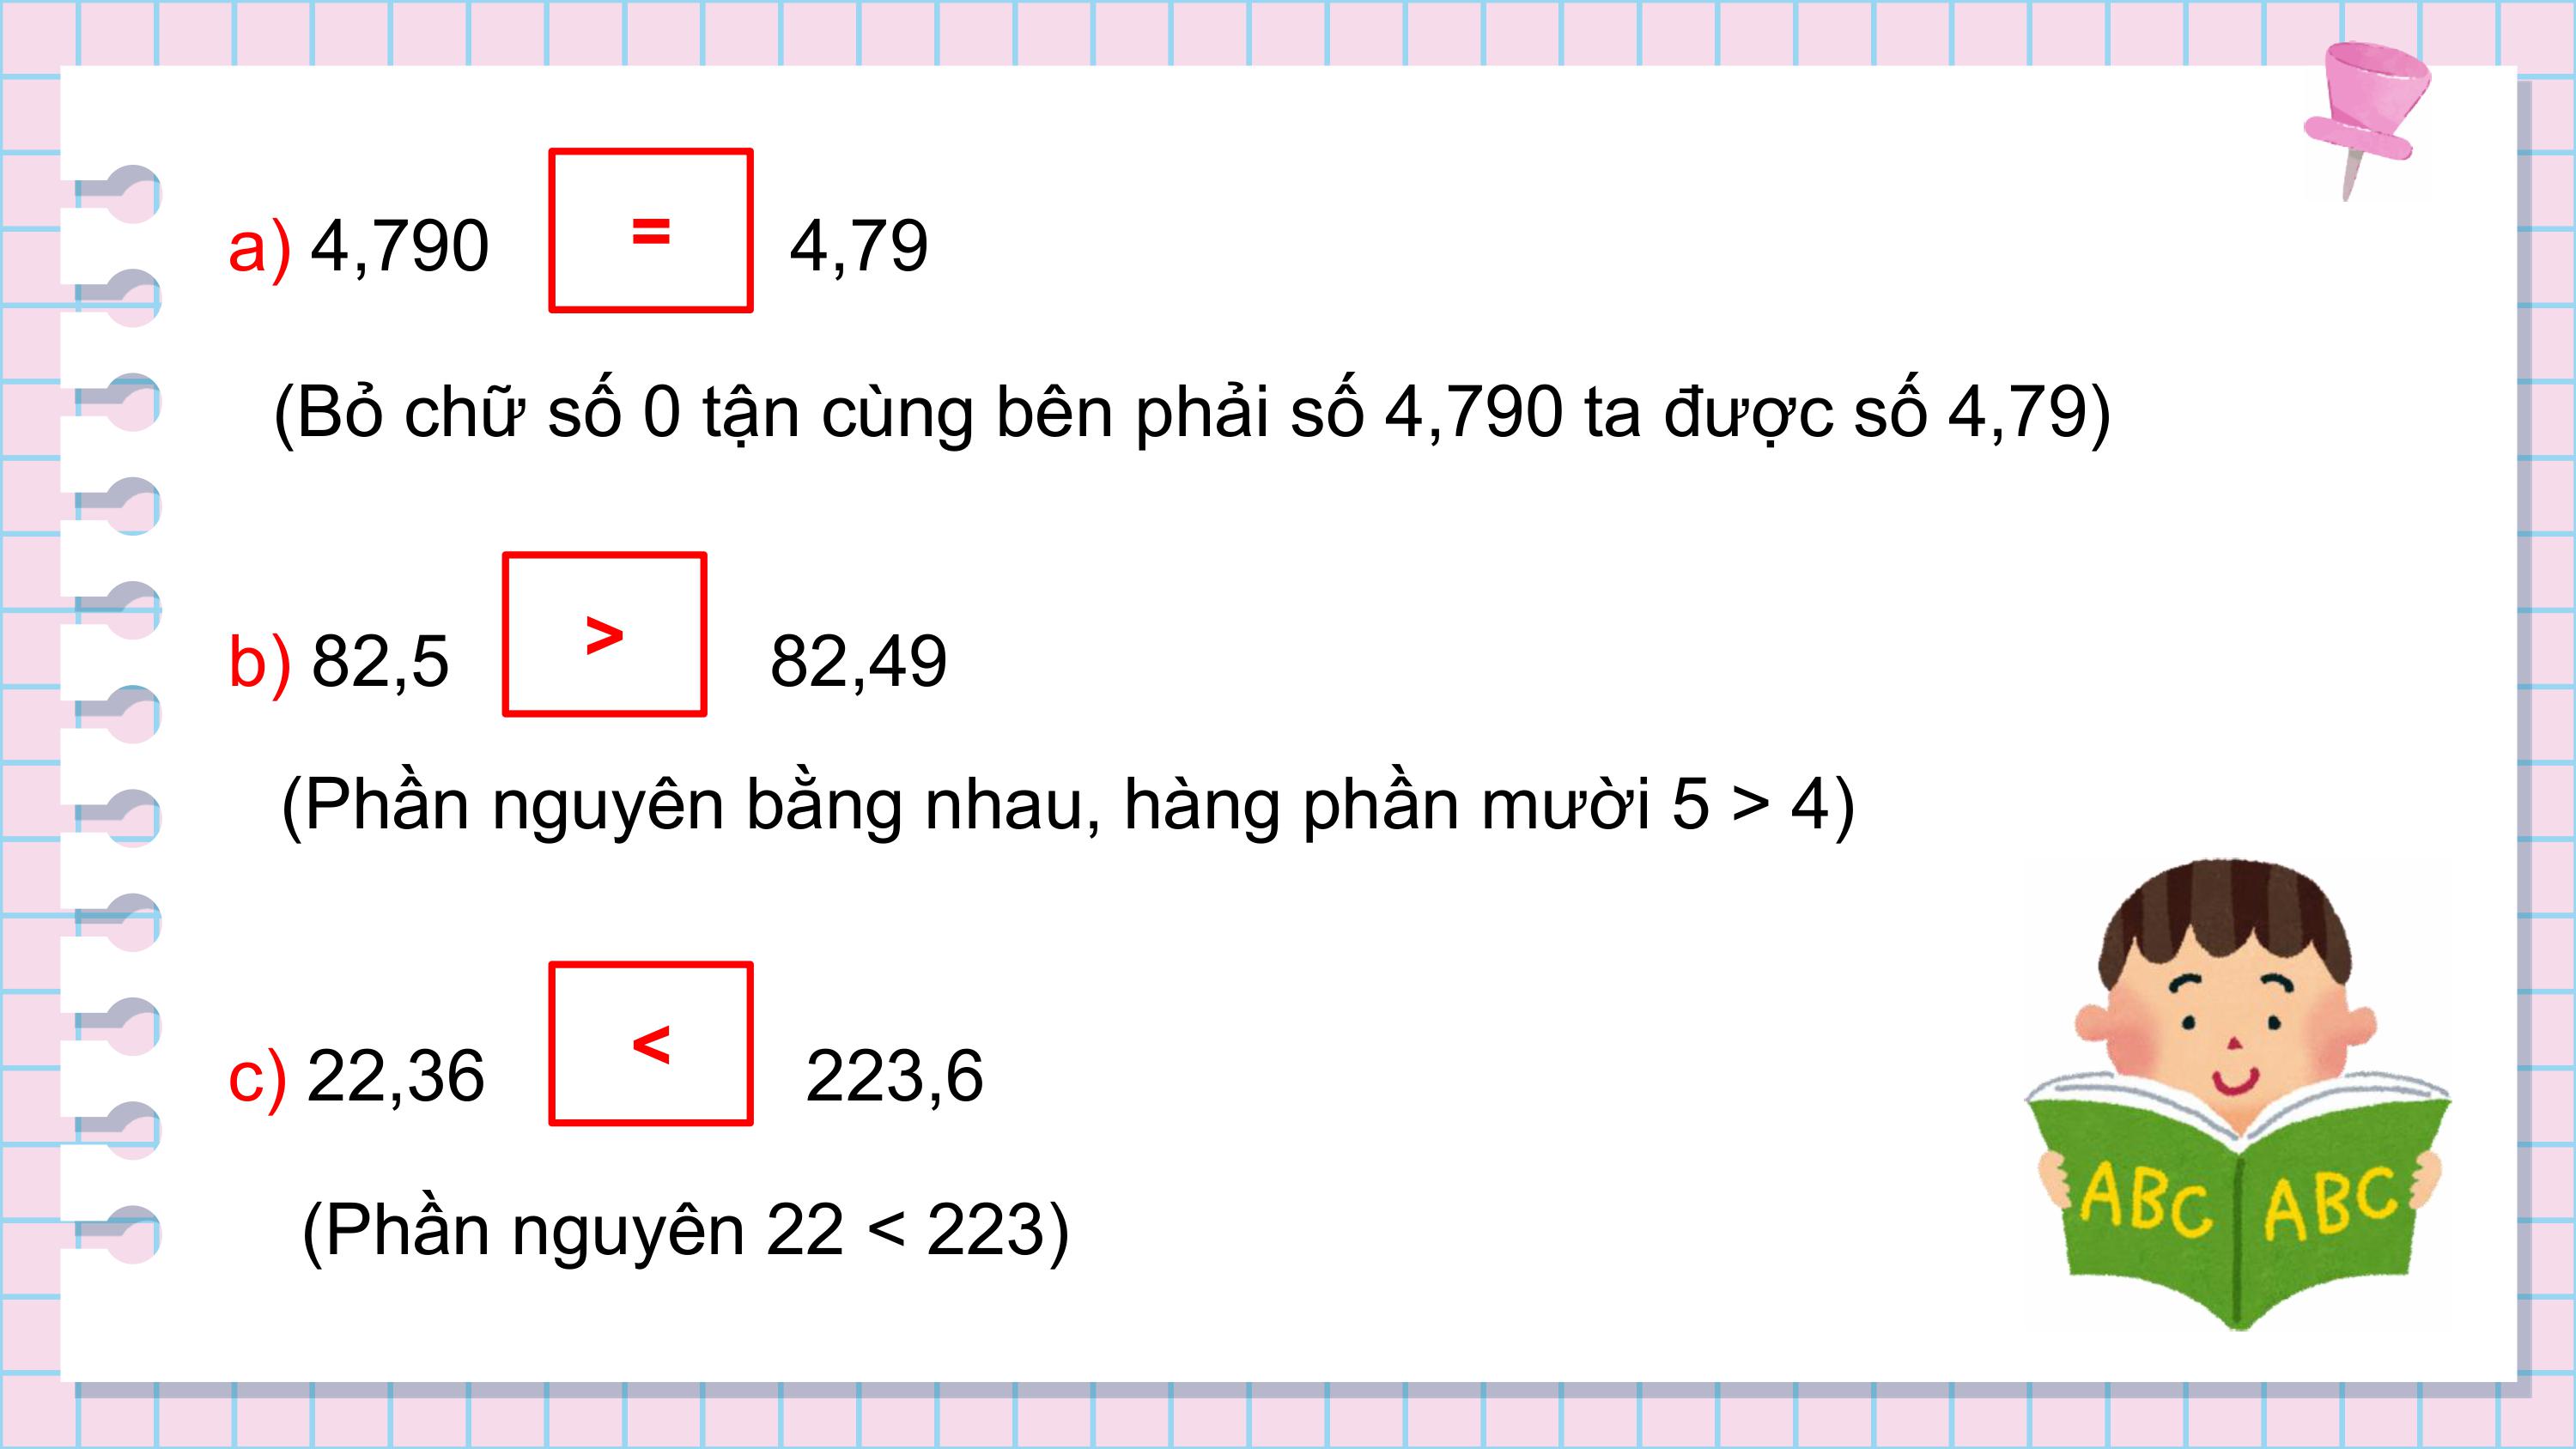 a) 4,790 = 4,79
(Bỏ chữ số 0 tận cùng bên phải số 4,790 ta được số 4,79)
b) 82,5 > 82,49
(Phần nguyên bằng nhau, hàng phần mười 5 > 4)
c) 22,36 < 223,6
(Phần nguyên 22 < 223)
ABC ABC